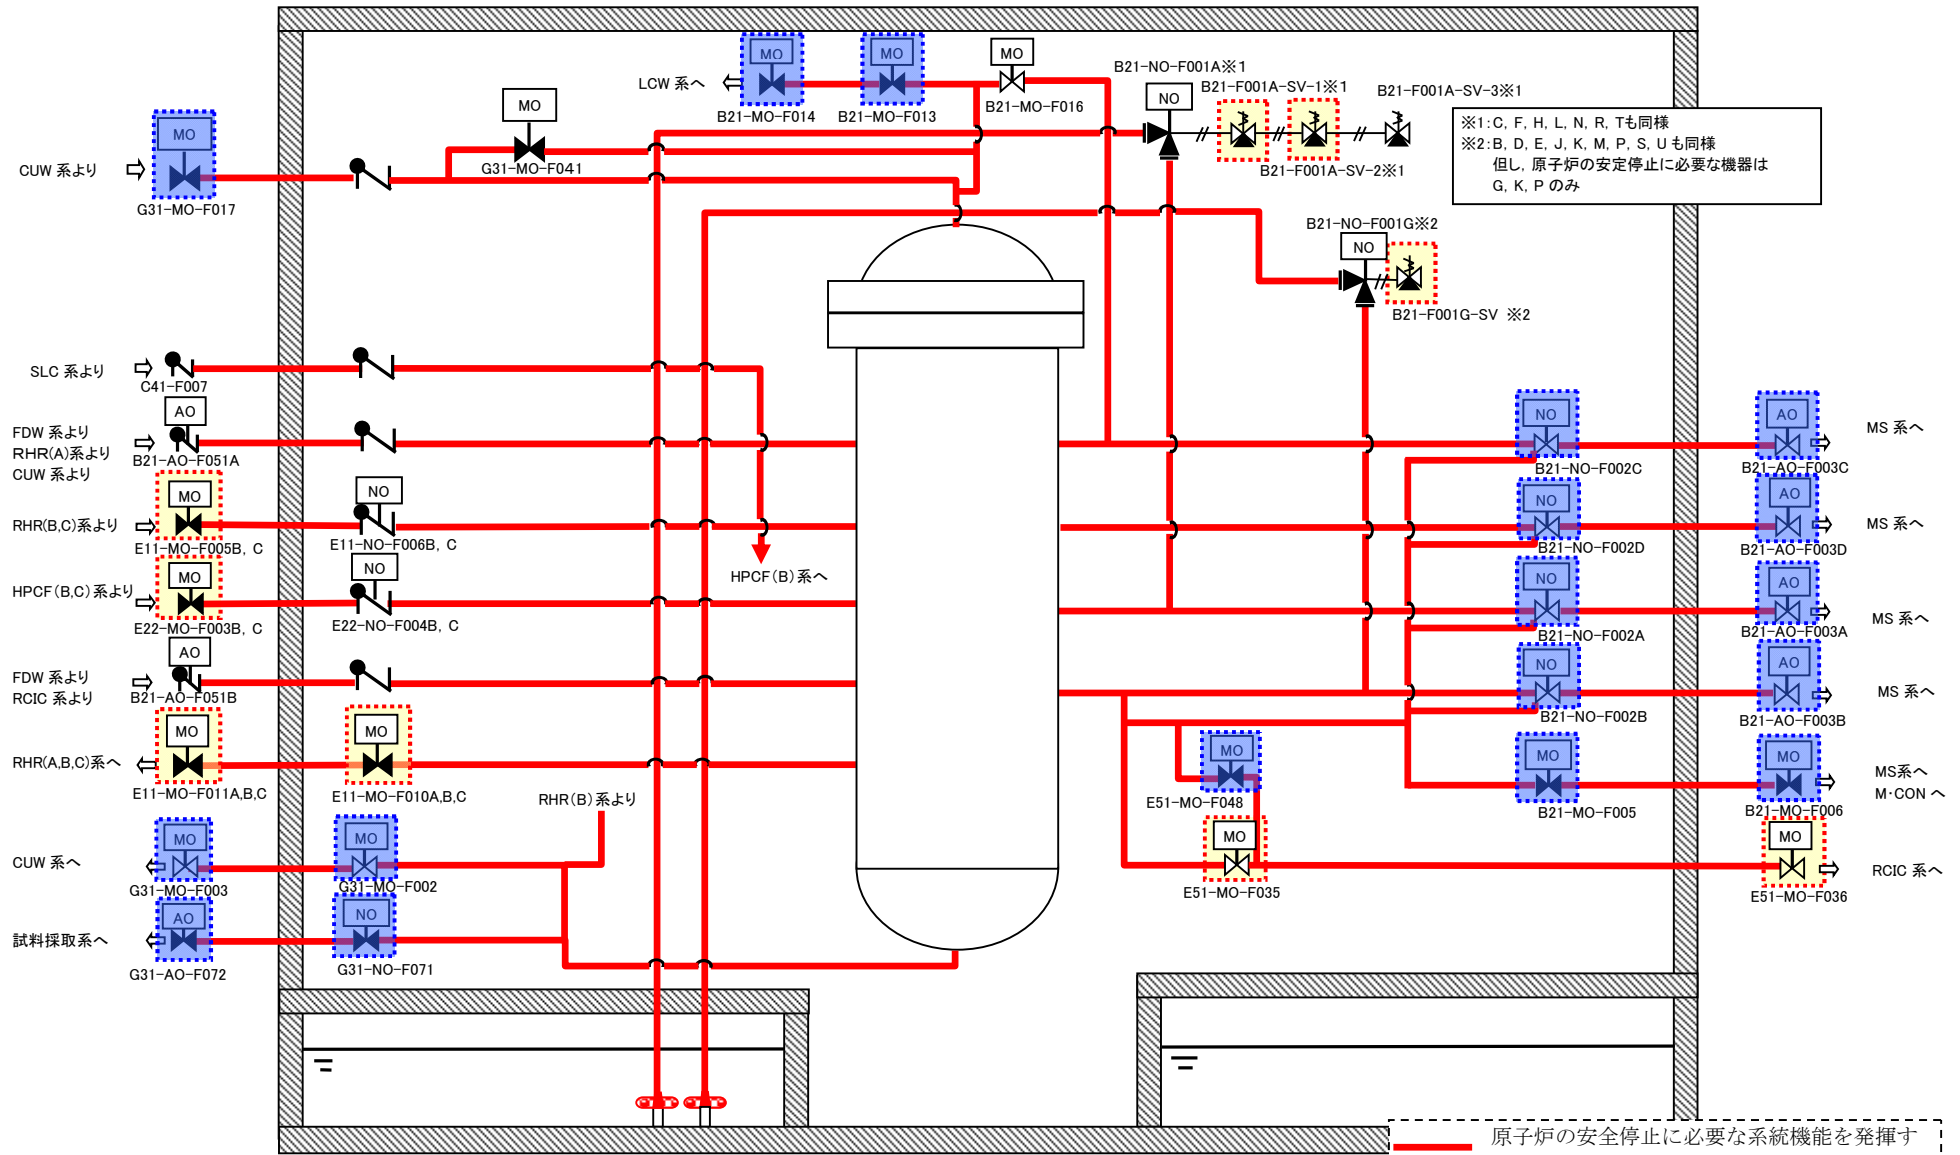 MO
MO
MO
LCW 系へ
B21-MO-F014
B21-MO-F013
B21-MO-F016
B21-NO-F001A※1
NO
B21-F001A-SV-1※1
B21-F001A-SV-3※1
B21-F001A-SV-2※1
※1:C, F, H, L, N, R, Tも同様
※2:B, D, E, J, K, M, P, S, Uも同様
但し, 原子炉の安定停止に必要な機器は
G, K, P のみ
MO
G31-MO-F041
MO
CUW 系より
G31-MO-F017
B21-NO-F001G※2
NO
B21-F001G-SV ※2
SLC 系より
C41-F007
AO
FDW 系より
RHR(A)系より
CUW 系より
B21-AO-F051A
MO
NO
RHR(B,C)系より
E11-MO-F005B, C
E11-NO-F006B, C
MO
NO
HPCF(B,C)系より
E22-MO-F003B, C
E22-NO-F004B, C
HPCF(B)系へ
AO
FDW 系より
RCIC 系より
B21-AO-F051B
MO
MO
RHR(A,B,C)系へ
E11-MO-F011A,B,C
E11-MO-F010A,B,C
RHR(B)系より
MO
MO
CUW 系へ
G31-MO-F003
G31-MO-F002
AO
NO
試料採取系へ
G31-AO-F072
G31-NO-F071
NO
AO
MS 系へ
B21-NO-F002C
B21-AO-F003C
NO
AO
MS 系へ
B21-NO-F002D
B21-AO-F003D
NO
AO
MS 系へ
B21-NO-F002A
B21-AO-F003A
NO
AO
MS 系へ
B21-NO-F002B
B21-AO-F003B
MO
MO
MO
MS系へ
M・CON へ
E51-MO-F048
B21-MO-F005
B21-MO-F006
MO
MO
RCIC 系へ
E51-MO-F035
E51-MO-F036
原子炉の安全停止に必要な系統機能を発揮す